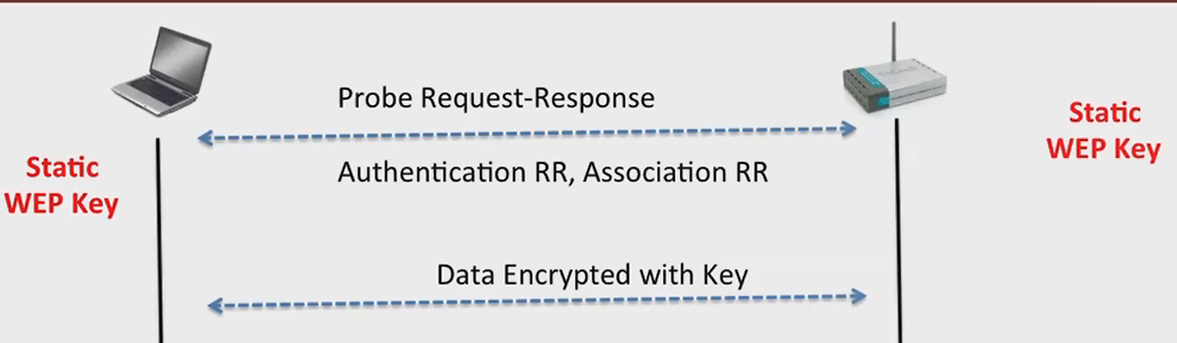 Probe Request-Response
Static
WEP Key
Static
WEP Key
Authentication RR, Association RR
Data Encrypted with Key